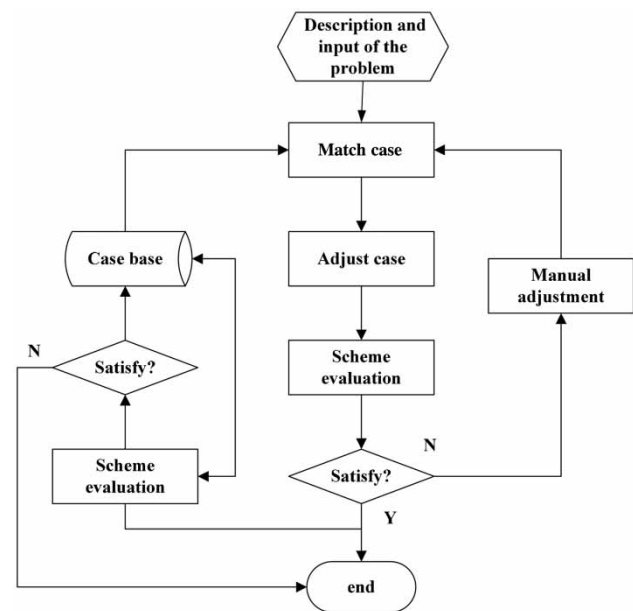 Description and
input of the
problem
Match case
Case base
Adjust case
Manual
adjustment
N
Satisfy?
Scheme
evaluation
N
Scheme
evaluation
Satisfy?
Y
end